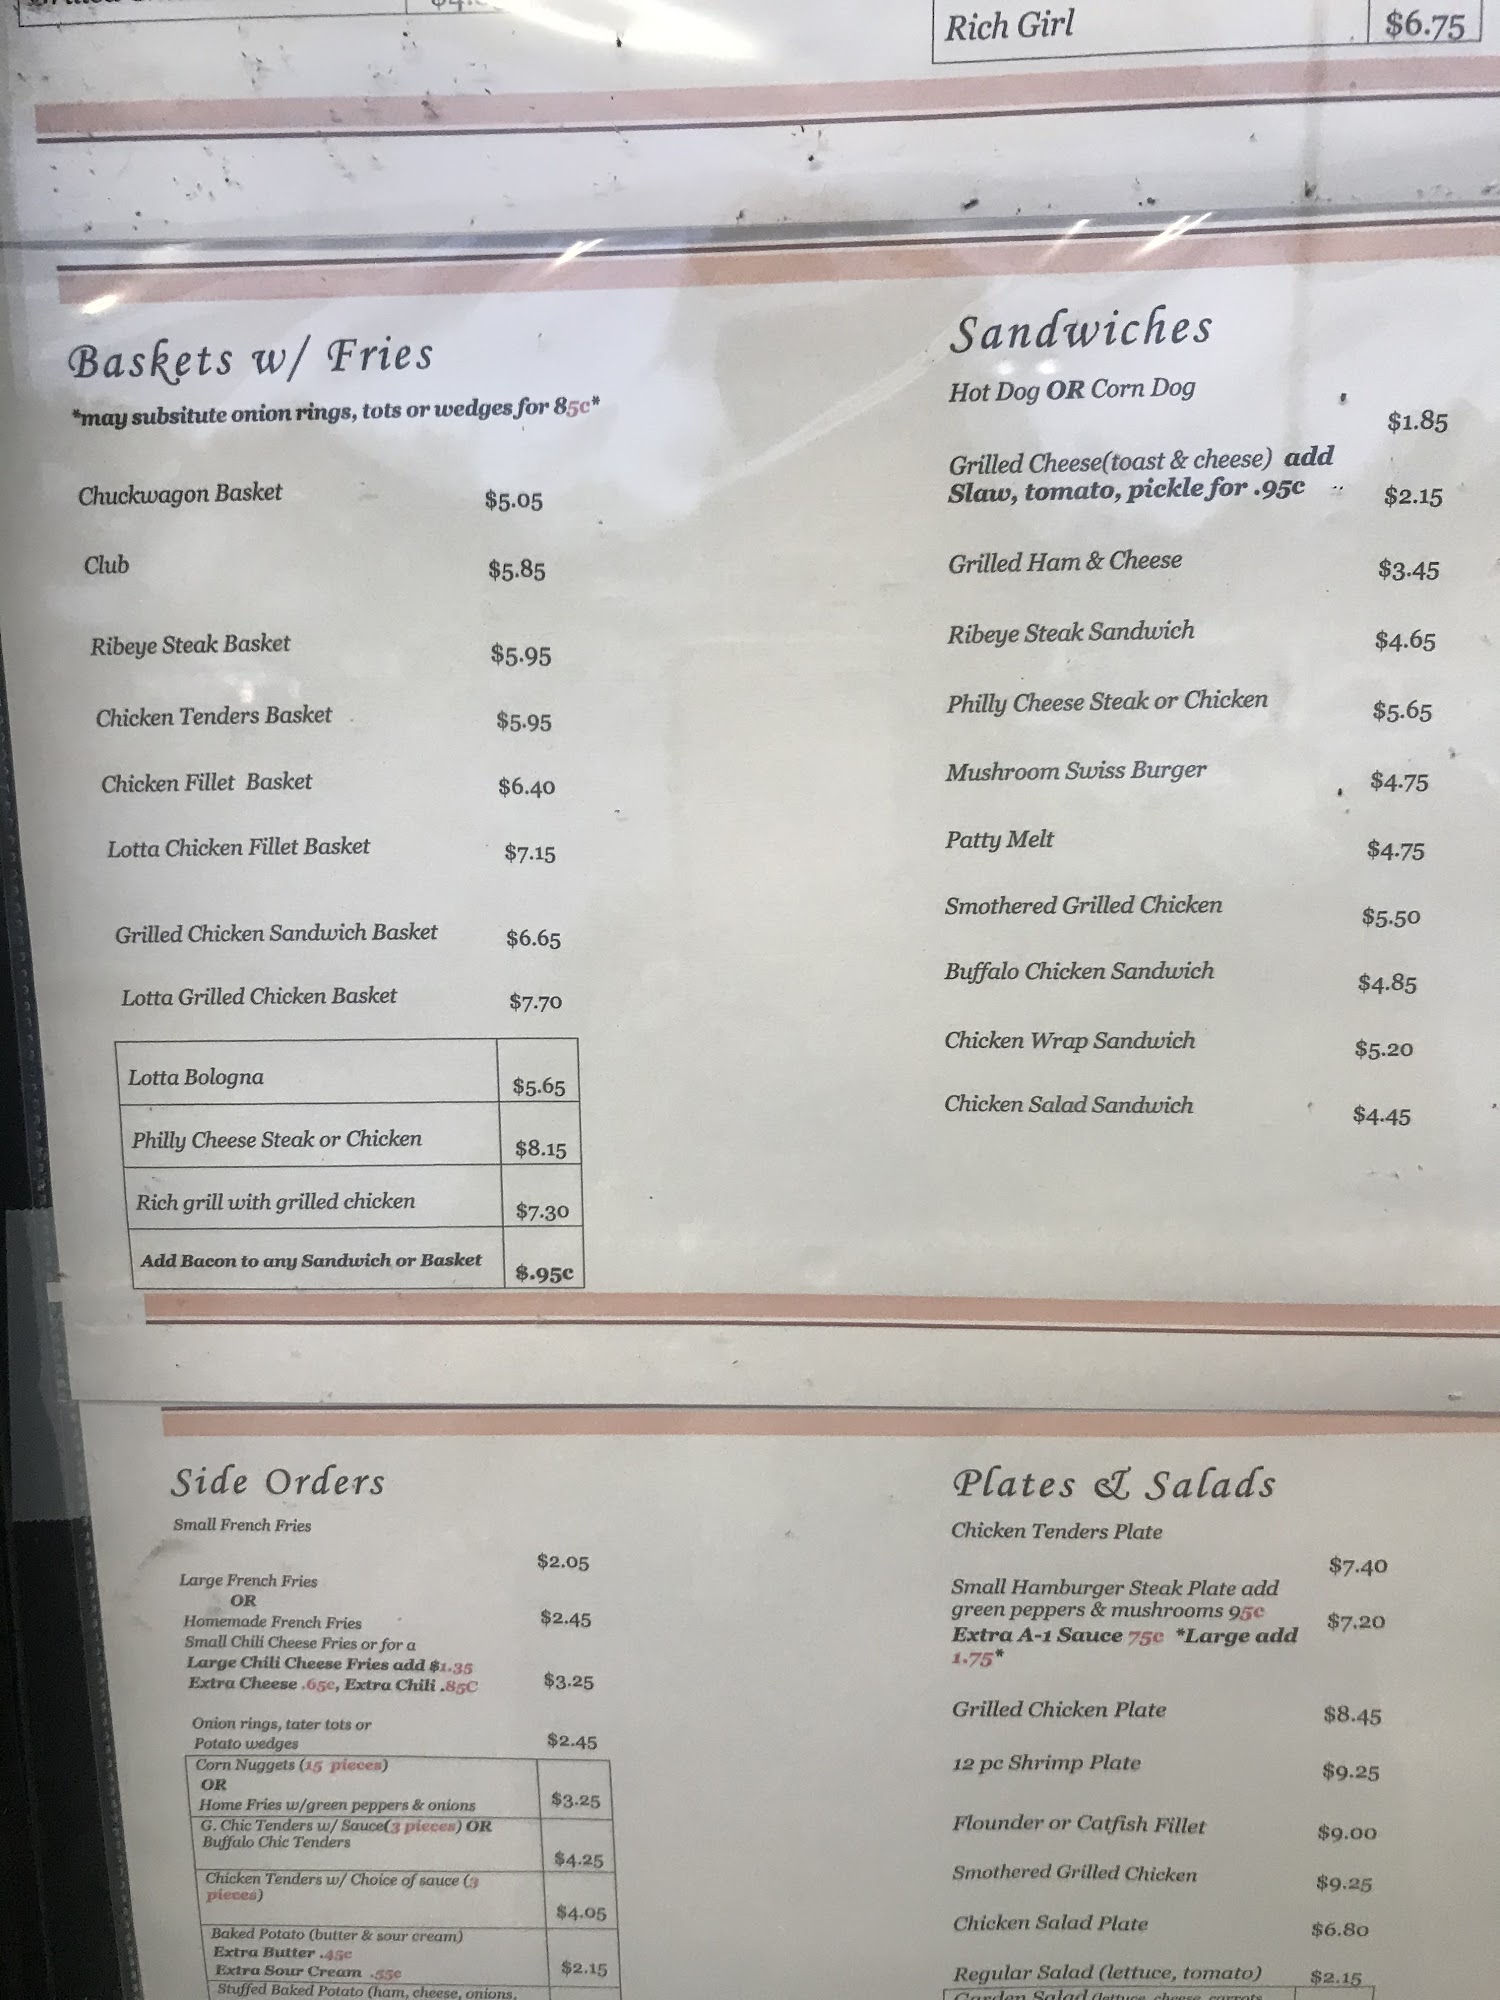 Rich Girl $6.75
Baskets w/ Fries
*may subsitute onion rings, tots or wedges for 85c*
Chuckwagon Basket $5.05
Club $5.85
Ribeye Steak Basket $5.95
Chicken Tenders Basket $5.95
Chicken Fillet Basket $6.40
Lotta Chicken Fillet Basket $7.15
Grilled Chicken Sandwich Basket $6.65
Lotta Grilled Chicken Basket $7.70
Lotta Bologna $5.65
Philly Cheese Steak or Chicken $8.15
Rich grill with grilled chicken $7.30
Add Bacon to any Sandwich or Basket $.95c
Sandwiches
Hot Dog OR Corn Dog
$1.85
Grilled Cheese(toast & cheese) add
Slaw, tomato, pickle for .95c $2.15
Grilled Ham & Cheese $3.45
Ribeye Steak Sandwich $4.65
Philly Cheese Steak or Chicken $5.65
Mushroom Swiss Burger $4.75
Patty Melt $4.75
Smothered Grilled Chicken $5.50
Buffalo Chicken Sandwich $4.85
Chicken Wrap Sandwich $5.20
Chicken Salad Sandwich $4.45
Side Orders
Small French Fries
$2.05
Large French Fries
OR
Homemade French Fries $2.45
Small Chili Cheese Fries or for a
Large Chili Cheese Fries add $1.35
Extra Cheese .65c, Extra Chili .85C $3.25
Onion rings, tater tots or
Potato wedges $2.45
Corn Nuggets (15 pieces)
OR
Home Fries w/green peppers & onions $3.25
G. Chic Tenders w/ Sauce(3 pieces) OR
Buffalo Chic Tenders
$4.25
Chicken Tenders w/ Choice of sauce (3
pieces)
$4.05
Baked Potato (butter & sour cream)
Extra Butter .45c
Extra Sour Cream .55c $2.15
Stuffed Baked Potato (ham, cheese, onions,
Plates & Salads
Chicken Tenders Plate
$7.40
Small Hamburger Steak Plate add
green peppers & mushrooms 95c $7.20
Extra A-1 Sauce 75c *Large add
1.75*
Grilled Chicken Plate $8.45
12 pc Shrimp Plate $9.25
Flounder or Catfish Fillet $9.00
Smothered Grilled Chicken $9.25
Chicken Salad Plate $6.80
Regular Salad (lettuce, tomato) $2.15
Garden Salad (lettuce, cheese, carrots